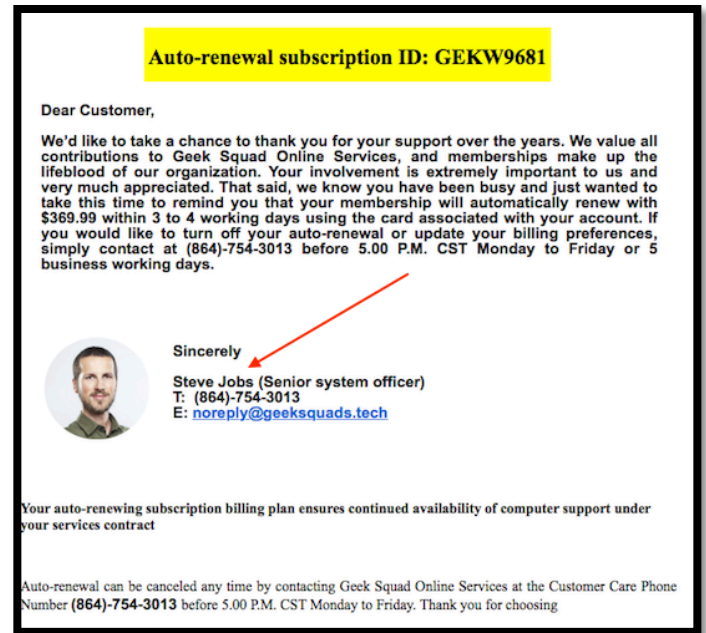 Auto-renewal subscription ID: GEKW9681
Dear Customer,
We'd like to take a chance to thank you for your support over the years. We value all
contributions to Geek Squad Online Services, and memberships make up the
lifeblood of our organization. Your involvement is extremely important to us and
very much appreciated. That said, we know you have been busy and just wanted to
take this time to remind you that your membership will automatically renew with
$369.99 within 3 to 4 working days using the card associated with your account. If
you would like to turn off your auto-renewal or update your billing preferences,
simply contact at (864)-754-3013 before 5.00 P.M. CST Monday to Friday or 5
business working days.
Sincerely
Steve Jobs (Senior system officer)
T: (864)-754-3013
E: noreply@geeksquads.tech
Your auto-renewing subscription billing plan ensures continued availability of computer support under
your services contract
Auto-renewal can be canceled any time by contacting Geek Squad Online Services at the Customer Care Phone
Number (864)-754-3013 before 5.00 P.M. CST Monday to Friday. Thank you for choosing